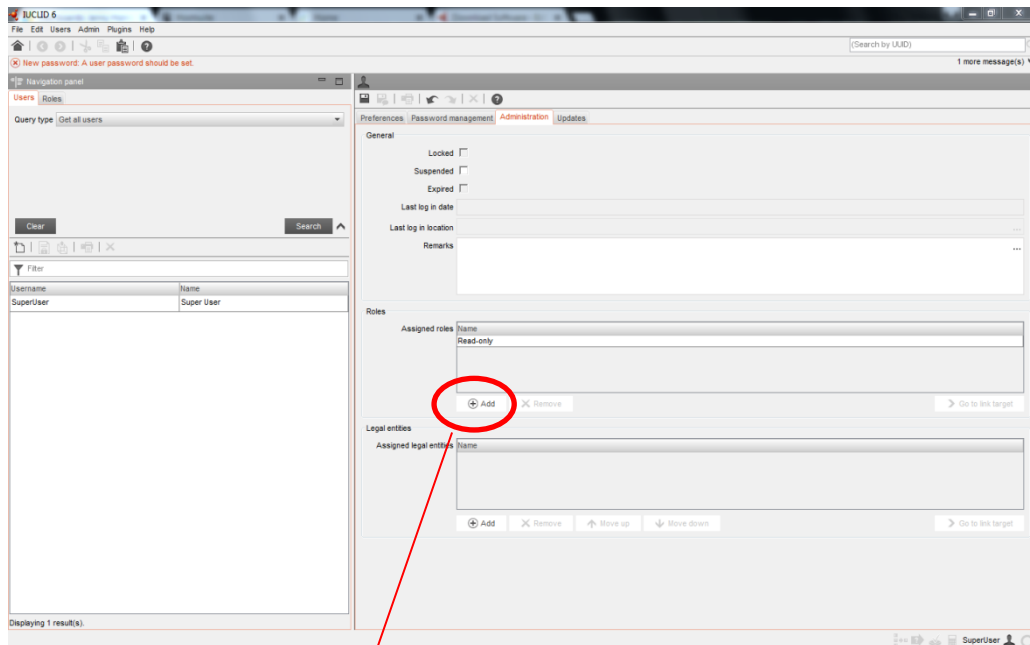 IUCLID 6
File Edit Users Admin Plugins Help
(Search by UUID)
New password: A user password should be set.
1 more message(s)
Navigation panel
Users Roles
Query type Get all users
Clear Search
Filter
Username Name
SuperUser Super User
Displaying 1 result(s).
Preferences Password management Administration Updates
General
Locked
Suspended
Expired
Last log in date
Last log in location ...
Remarks ...
Roles
Assigned roles Name
Read-only
Add Remove Go to link target
Legal entities
Assigned legal entities Name
Add Remove Move up Move down Go to link target
SuperUser